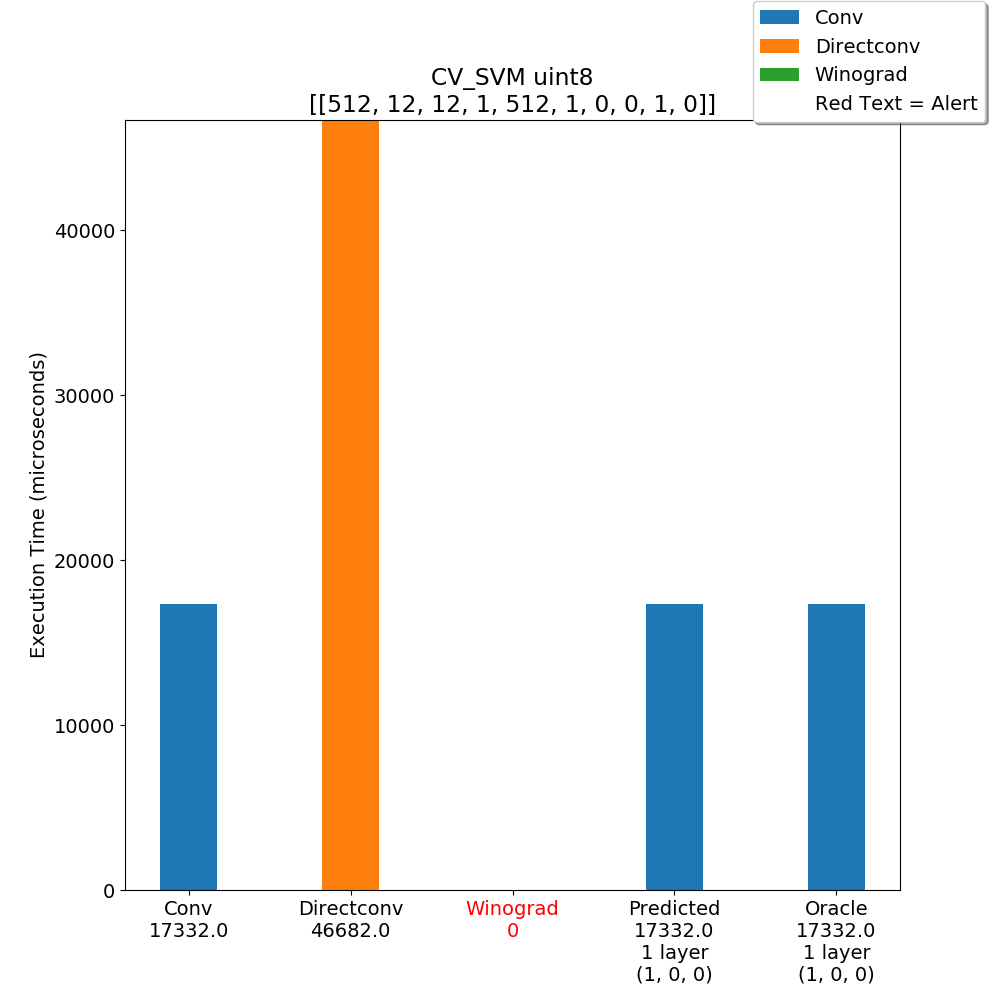 Conv
Directconv
Winograd
Red Text = Alert
CV_SVM uint8
[[512, 12, 12, 1, 512, 1, 0, 0, 1, 0]]
Execution Time (microseconds)
40000
30000
20000
10000
0
Conv
17332.0
Directconv
46682.0
Winograd
0
Predicted
17332.0
1 layer
(1, 0, 0)
Oracle
17332.0
1 layer
(1, 0, 0)